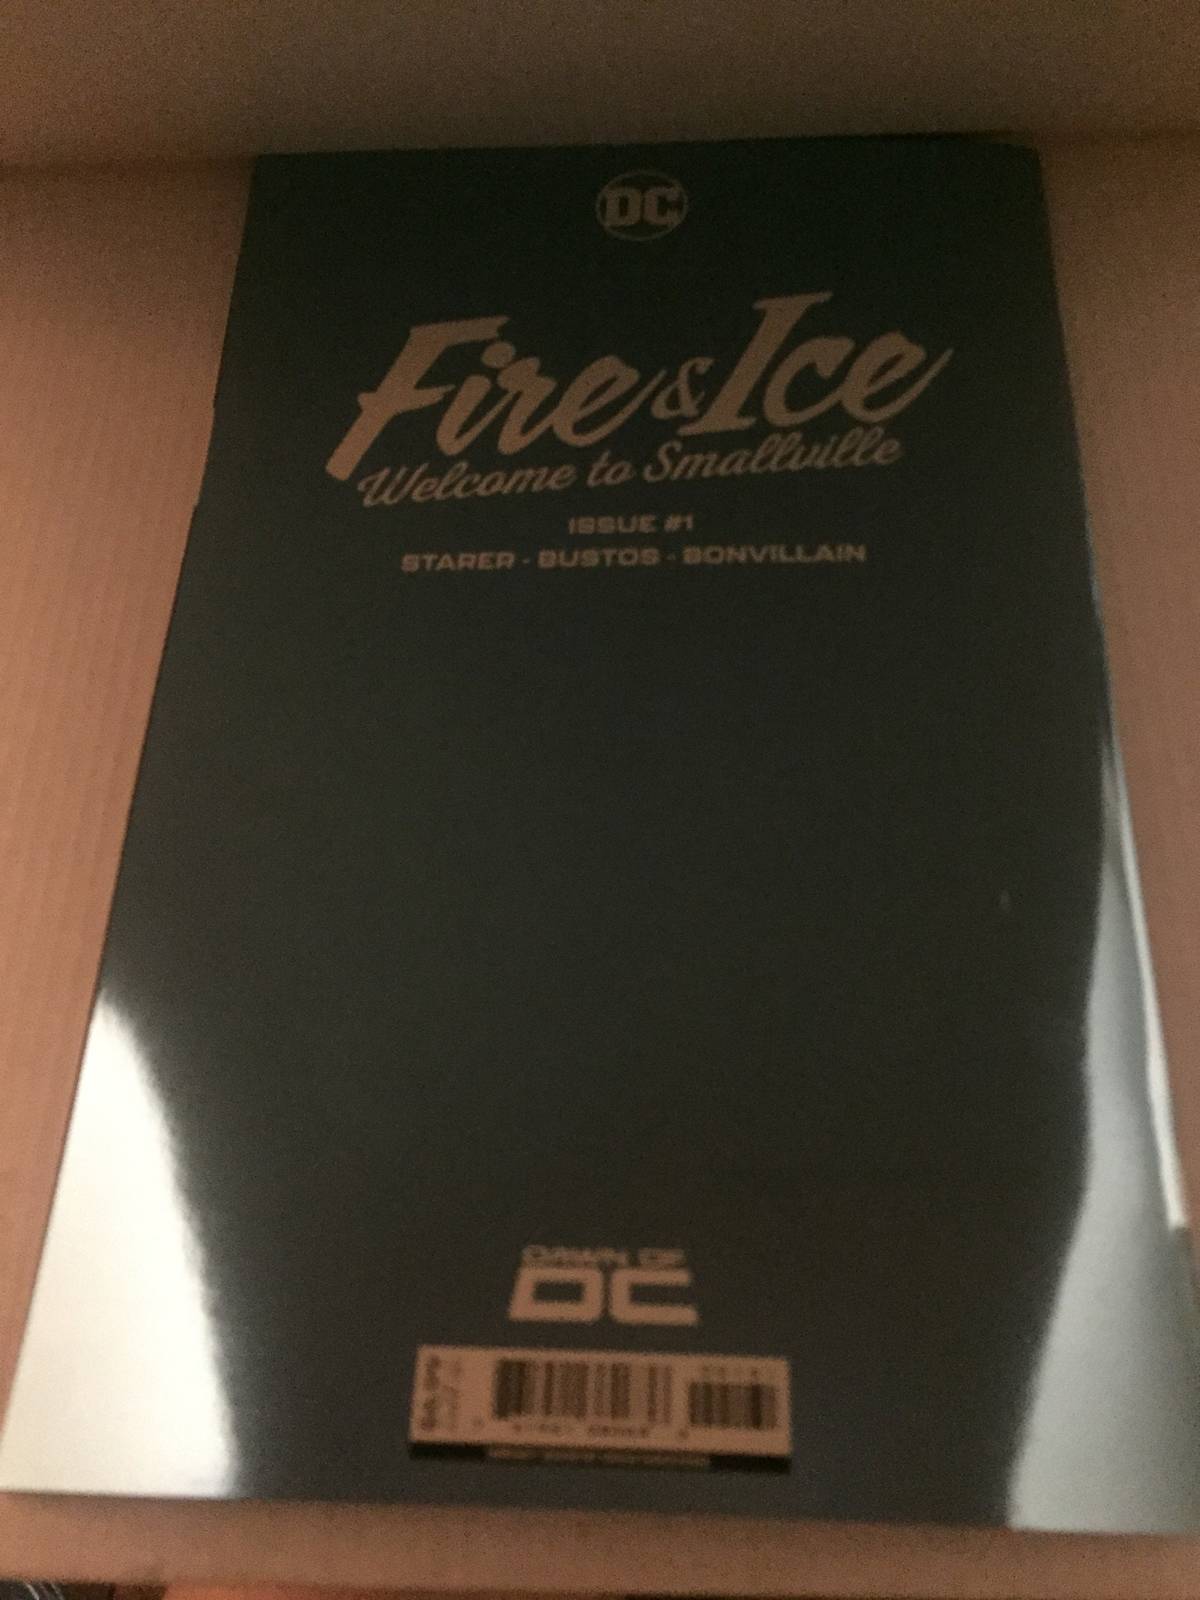 DC
Fire & Ice
Welcome to Smallville
ISSUE #1
STARER - BUSTOS - BONVILLAIN
DAWN OF
DC